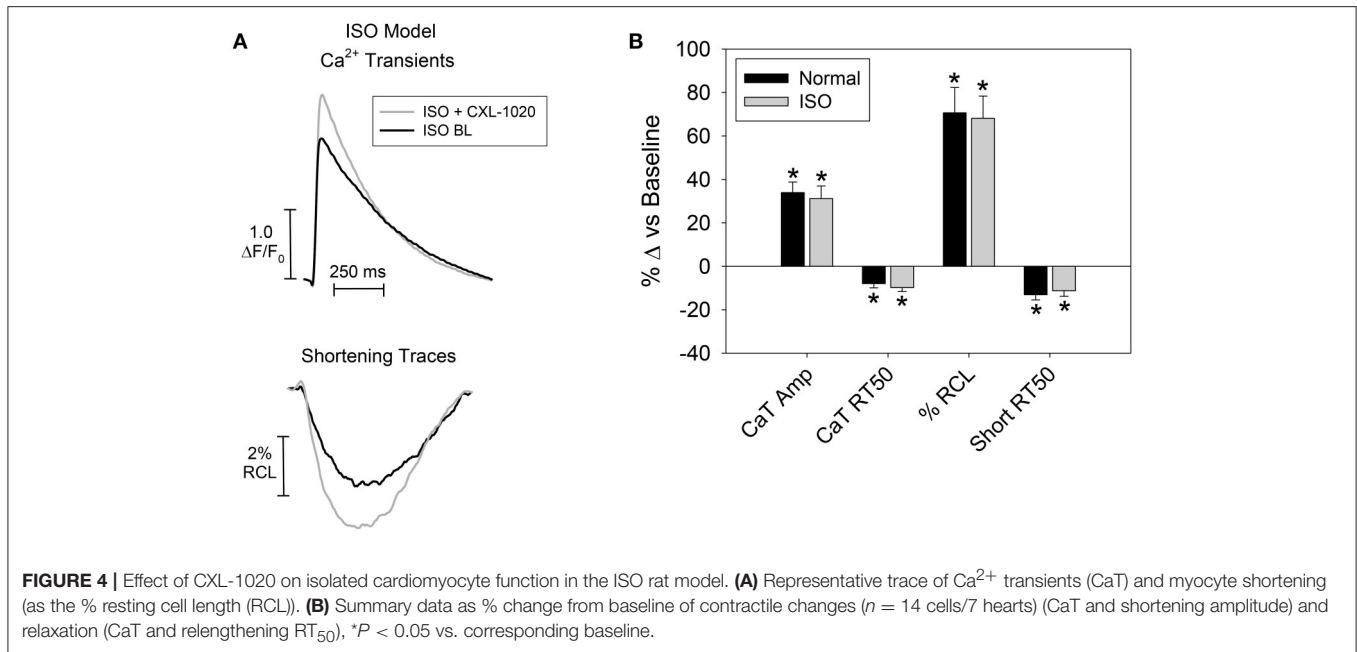 A
ISO Model
Ca²⁺ Transients
ISO + CXL-1020
ISO BL
1.0
ΔF/F₀
250 ms
Shortening Traces
2%
RCL
B
% Δ vs Baseline
100
80
60
40
20
0
-20
-40
Normal
ISO
* *
* *
* *
* *
CaT Amp
CaT RT50
% RCL
Short RT50
FIGURE 4 | Effect of CXL-1020 on isolated cardiomyocyte function in the ISO rat model. (A) Representative trace of Ca²⁺ transients (CaT) and myocyte shortening
(as the % resting cell length (RCL)). (B) Summary data as % change from baseline of contractile changes (n = 14 cells/7 hearts) (CaT and shortening amplitude) and
relaxation (CaT and relengthening RT₅₀), *P < 0.05 vs. corresponding baseline.